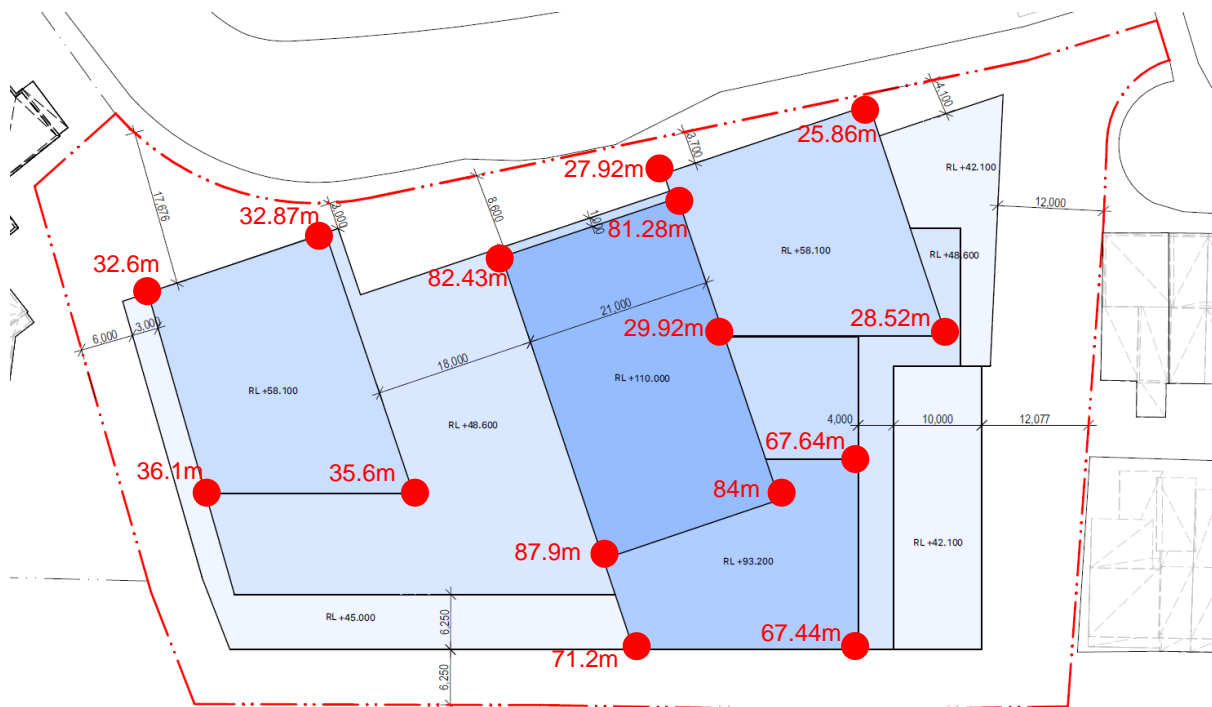 25.86m
4,100
3,700
27.92m
RL +42.100
17,676
3,000
32.87m
8,600
1,000
81.28m
12,000
RL +58.100
RL +48.600
32.6m
82.43m
21,000
29.92m
28.52m
6,000
3,000
18,000
RL +58.100
RL +110.000
RL +48.600
4,000
10,000
12,077
67.64m
36.1m
35.6m
84m
87.9m
RL +93.200
RL +42.100
RL +45.000
6,250
67.44m
71.2m
6,250